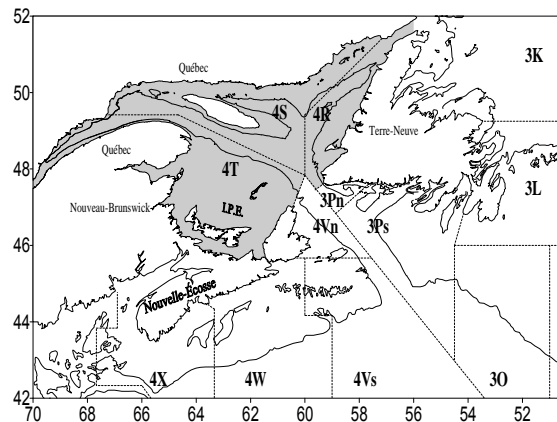 52
Québec
3K
50
4S
4R
Terre-Neuve
Québec
48
4T
3L
Nouveau-Brunswick
I.P.E.
3Pn
4Vn
3Ps
46
Nouvelle-Écosse
44
4X
4W
4Vs
3O
42
70
68
66
64
62
60
59
56
54
52